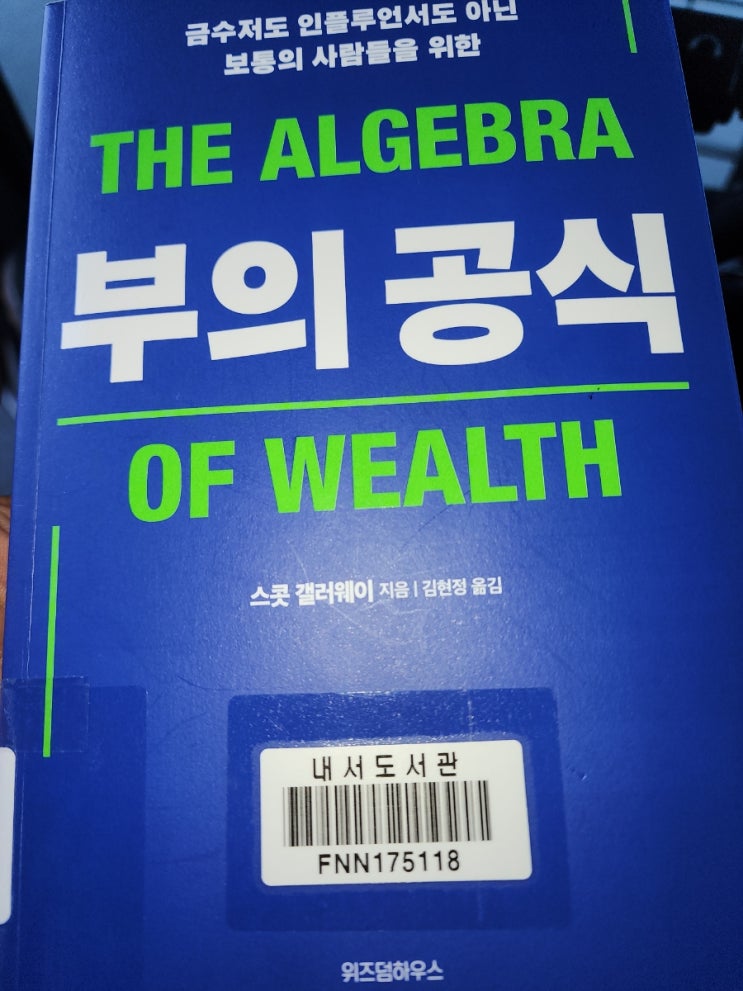 금수저도 인플루언서도 아닌
보통의 사람들을 위한
THE ALGEBRA
부의 공식
OF WEALTH
스콧 갤러웨이 지음 | 김현정 옮김
내서도서관
FNN175118
위즈덤하우스